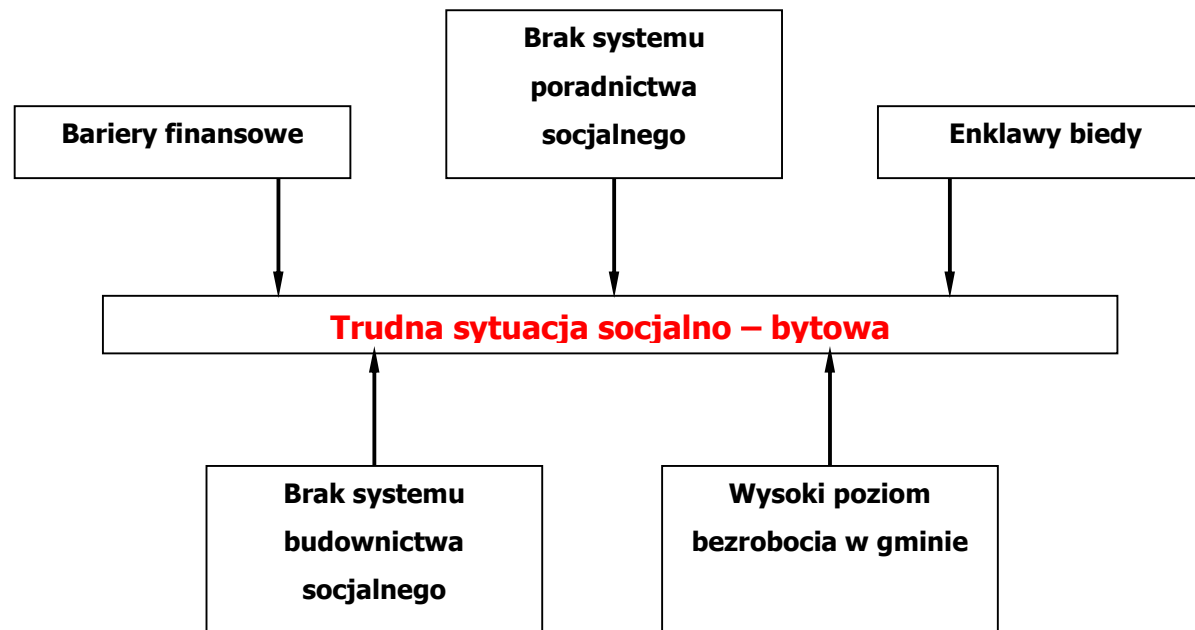 Brak systemu
poradnictwa
socjalnego
Bariery finansowe
Enklawy biedy
Trudna sytuacja socjalno – bytowa
Brak systemu
budownictwa
socjalnego
Wysoki poziom
bezrobocia w gminie